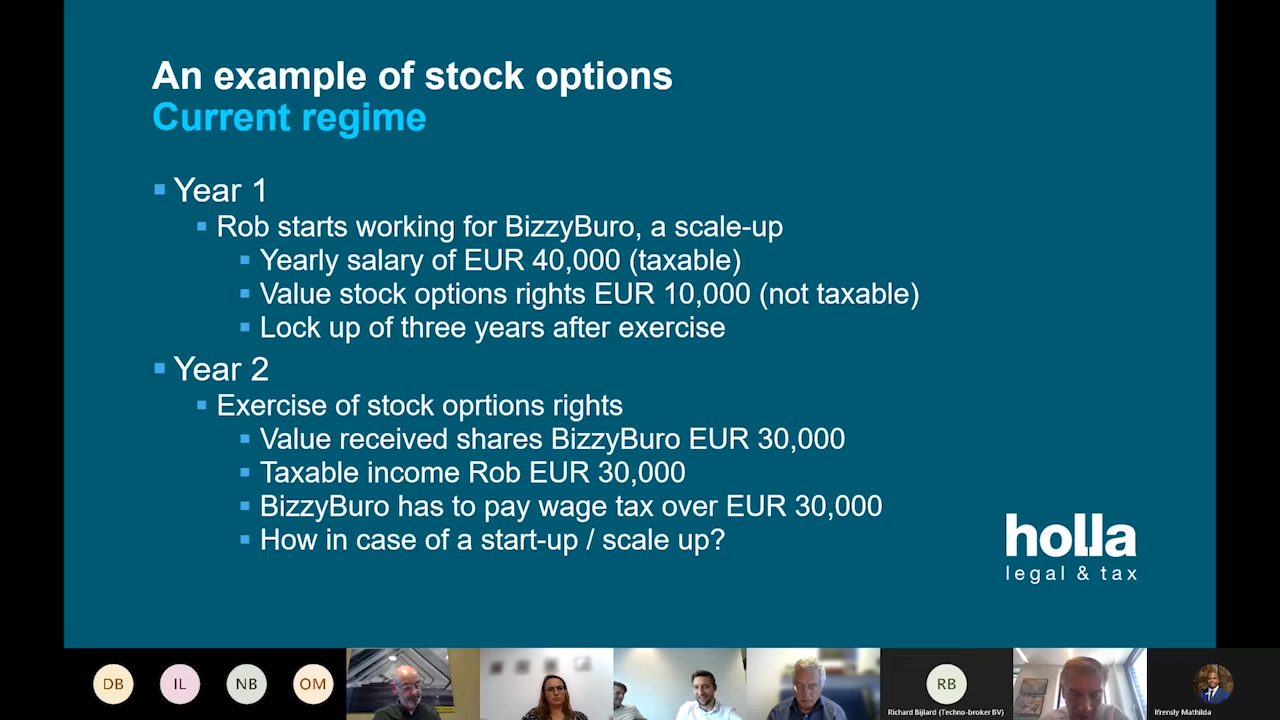 An example of stock options
Current regime
Year 1
Rob starts working for BizzyBuro, a scale-up
Yearly salary of EUR 40,000 (taxable)
Value stock options rights EUR 10,000 (not taxable)
Lock up of three years after exercise
Year 2
Exercise of stock oprtions rights
Value received shares BizzyBuro EUR 30,000
Taxable income Rob EUR 30,000
BizzyBuro has to pay wage tax over EUR 30,000
How in case of a start-up / scale up?
holla
legal & tax
DB
IL
NB
OM
RB
Richard Bijlard (Techno-broker BV)
Ifrensly Mathilda